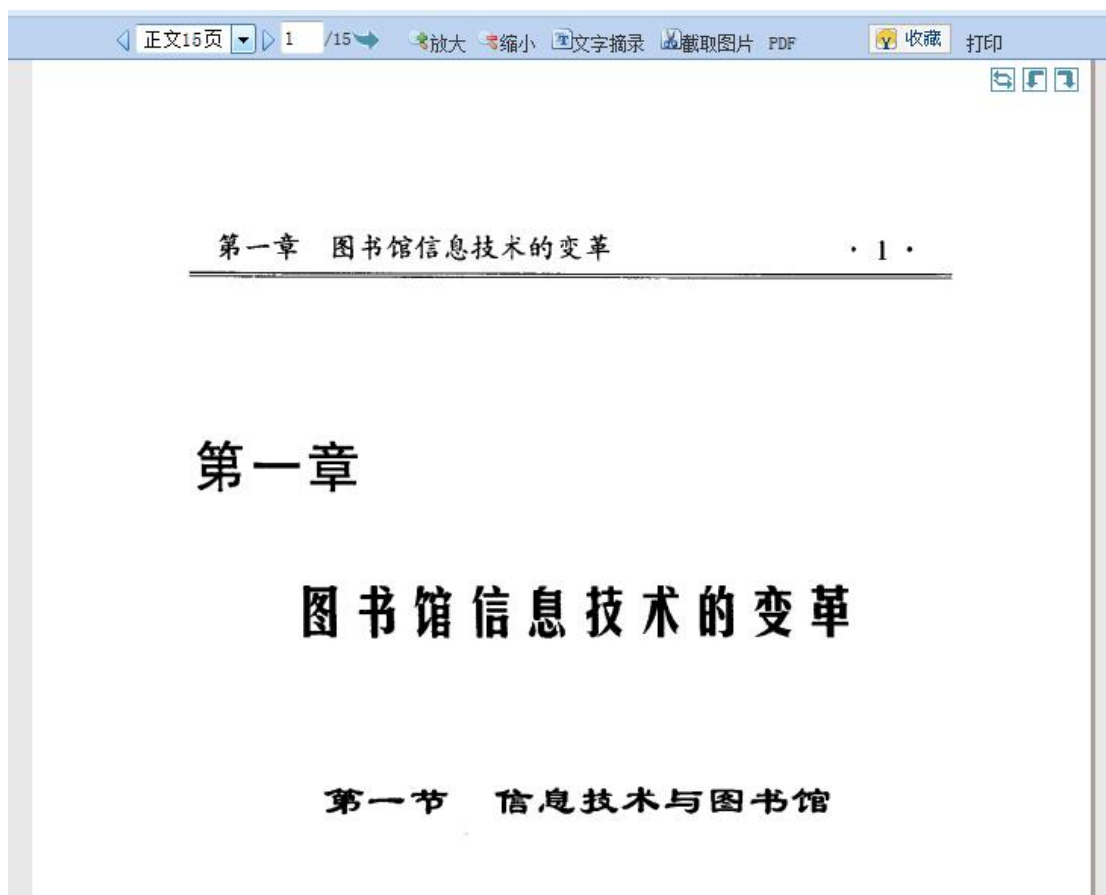 正文15页 1 /15 放大 缩小 文字摘录 截取图片 PDF 收藏 打印
第一章 图书馆信息技术的变革 · 1 ·
第一章
图书馆信息技术的变革
第一节 信息技术与图书馆